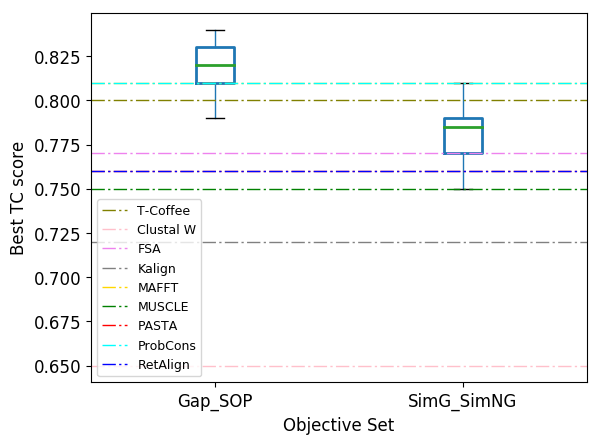 Best TC score
0.825
0.800
0.775
0.750
0.725
0.700
0.675
0.650
T-Coffee
Clustal W
FSA
Kalign
MAFFT
MUSCLE
PASTA
ProbCons
RetAlign
Gap_SOP
SimG_SimNG
Objective Set